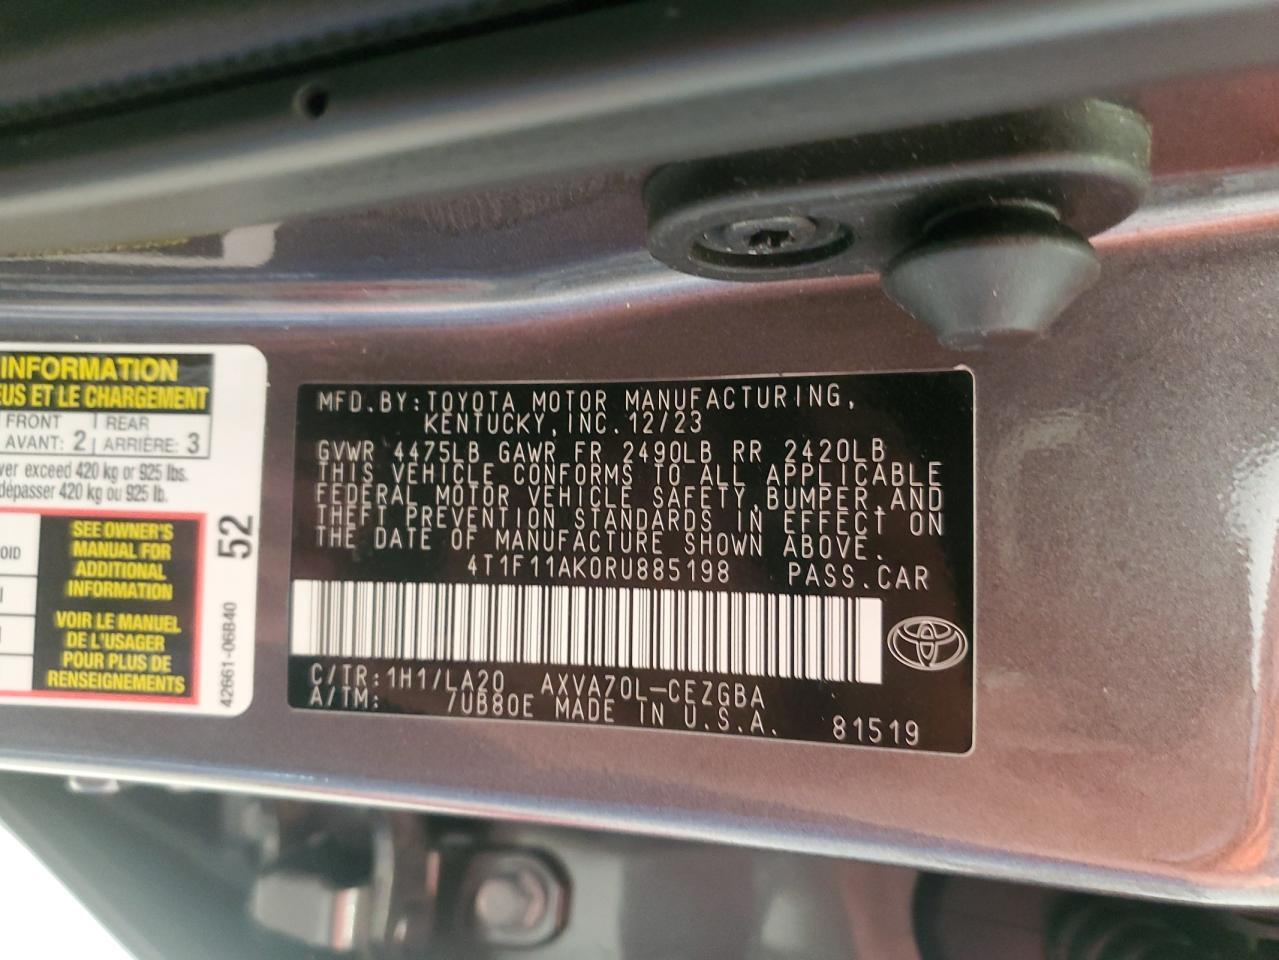 INFORMATION
EUS ET LE CHARGEMENT
FRONT
AVANT: 2
REAR
ARRIÈRE: 3
exceed 420 kg or 925 lbs.
dépasser 420 kg ou 925 lb.
SEE OWNER'S
MANUAL FOR
ADDITIONAL
INFORMATION
VOIR LE MANUEL
DE L'USAGER
POUR PLUS DE
RENSEIGNEMENTS
52
42661-06B40
MFD.BY:TOYOTA MOTOR MANUFACTURING,
KENTUCKY,INC.12/23
GVWR 4475LB GAWR FR 2490LB RR 2420LB
THIS VEHICLE CONFORMS TO ALL APPLICABLE
FEDERAL MOTOR VEHICLE SAFETY,BUMPER,AND
THEFT PREVENTION STANDARDS IN EFFECT ON
THE DATE OF MANUFACTURE SHOWN ABOVE.
4T1F11AK0RU885198 PASS.CAR
C/TR:1H1/LA20 AXVA70L-CEZGBA
A/TM: 7UB80E MADE IN U.S.A. 81519